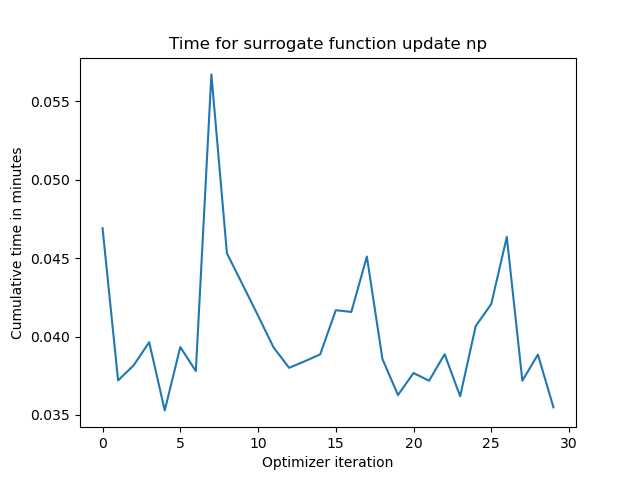 Time for surrogate function update np
Cumulative time in minutes
0.055
0.050
0.045
0.040
0.035
0 5 10 15 20 25 30
Optimizer iteration